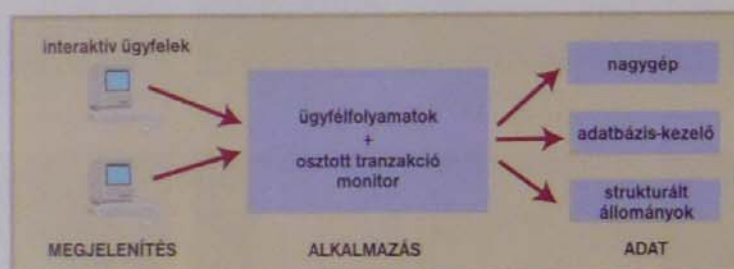 interaktív ügyfelek
ügyfélfolyamatok
+
osztott tranzakció
monitor
nagygép
adatbázis-kezelő
strukturált
állományok
MEGJELENÍTÉS
ALKALMAZÁS
ADAT